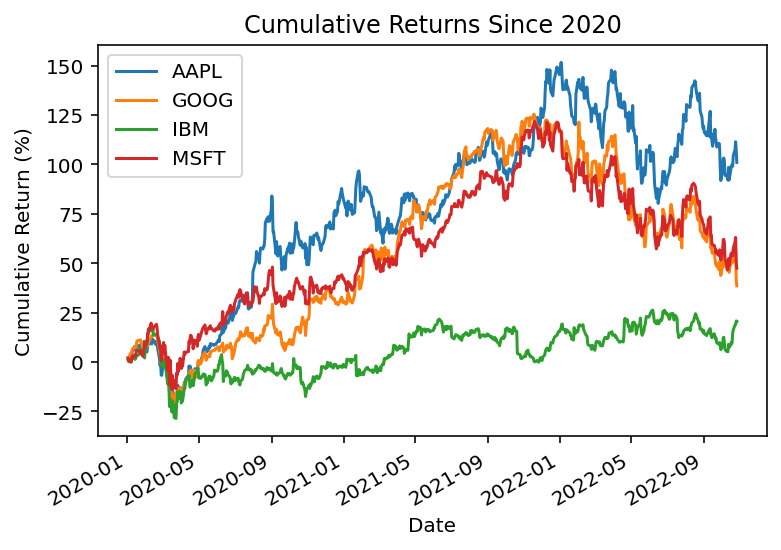 Cumulative Returns Since 2020
AAPL
GOOG
IBM
MSFT
Cumulative Return (%)
150
125
100
75
50
25
0
−25
2020-01
2020-05
2020-09
2021-01
2021-05
2021-09
2022-01
2022-05
2022-09
Date